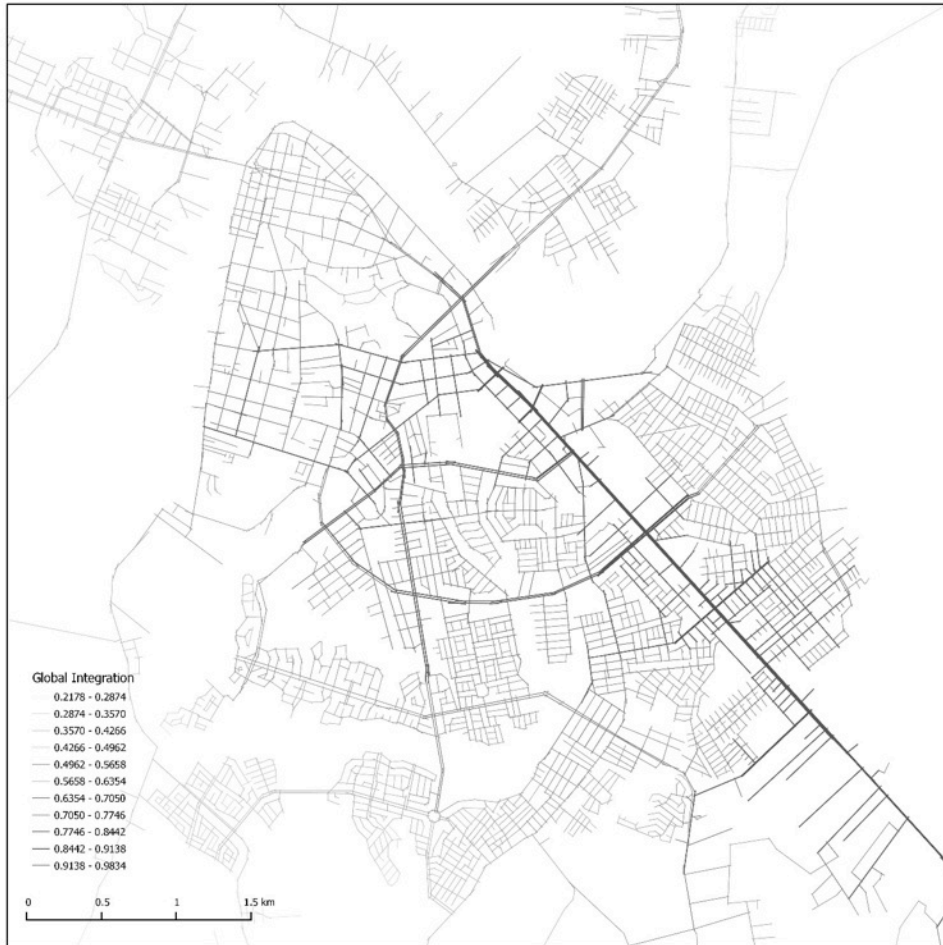 Global Integration
0.2178 - 0.2874
0.2874 - 0.3570
0.3570 - 0.4266
0.4266 - 0.4962
0.4962 - 0.5658
0.5658 - 0.6354
0.6354 - 0.7050
0.7050 - 0.7746
0.7746 - 0.8442
0.8442 - 0.9138
0.9138 - 0.9834
0 0.5 1 1.5 km